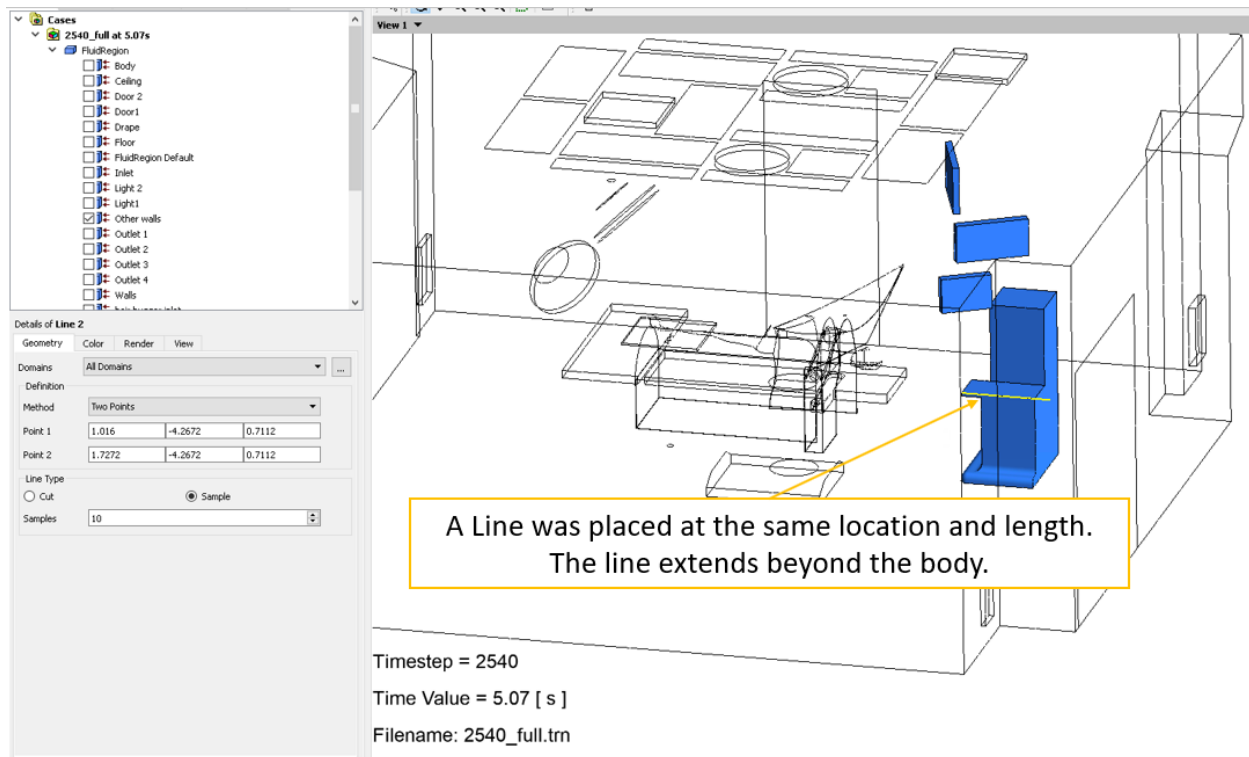 Cases
2540_full at 5.07s
FluidRegion
Body
Ceiling
Door 2
Door1
Drape
Floor
FluidRegion Default
Inlet
Light 2
Light1
Other walls
Outlet 1
Outlet 2
Outlet 3
Outlet 4
Walls
Details of Line 2
Geometry Color Render View
Domains All Domains ...
Definition
Method Two Points
Point 1 1.016 -4.2672 0.7112
Point 2 1.7272 -4.2672 0.7112
Line Type
Cut Sample
Samples 10
View 1
A Line was placed at the same location and length.
The line extends beyond the body.
Timestep = 2540
Time Value = 5.07 [ s ]
Filename: 2540_full.trn